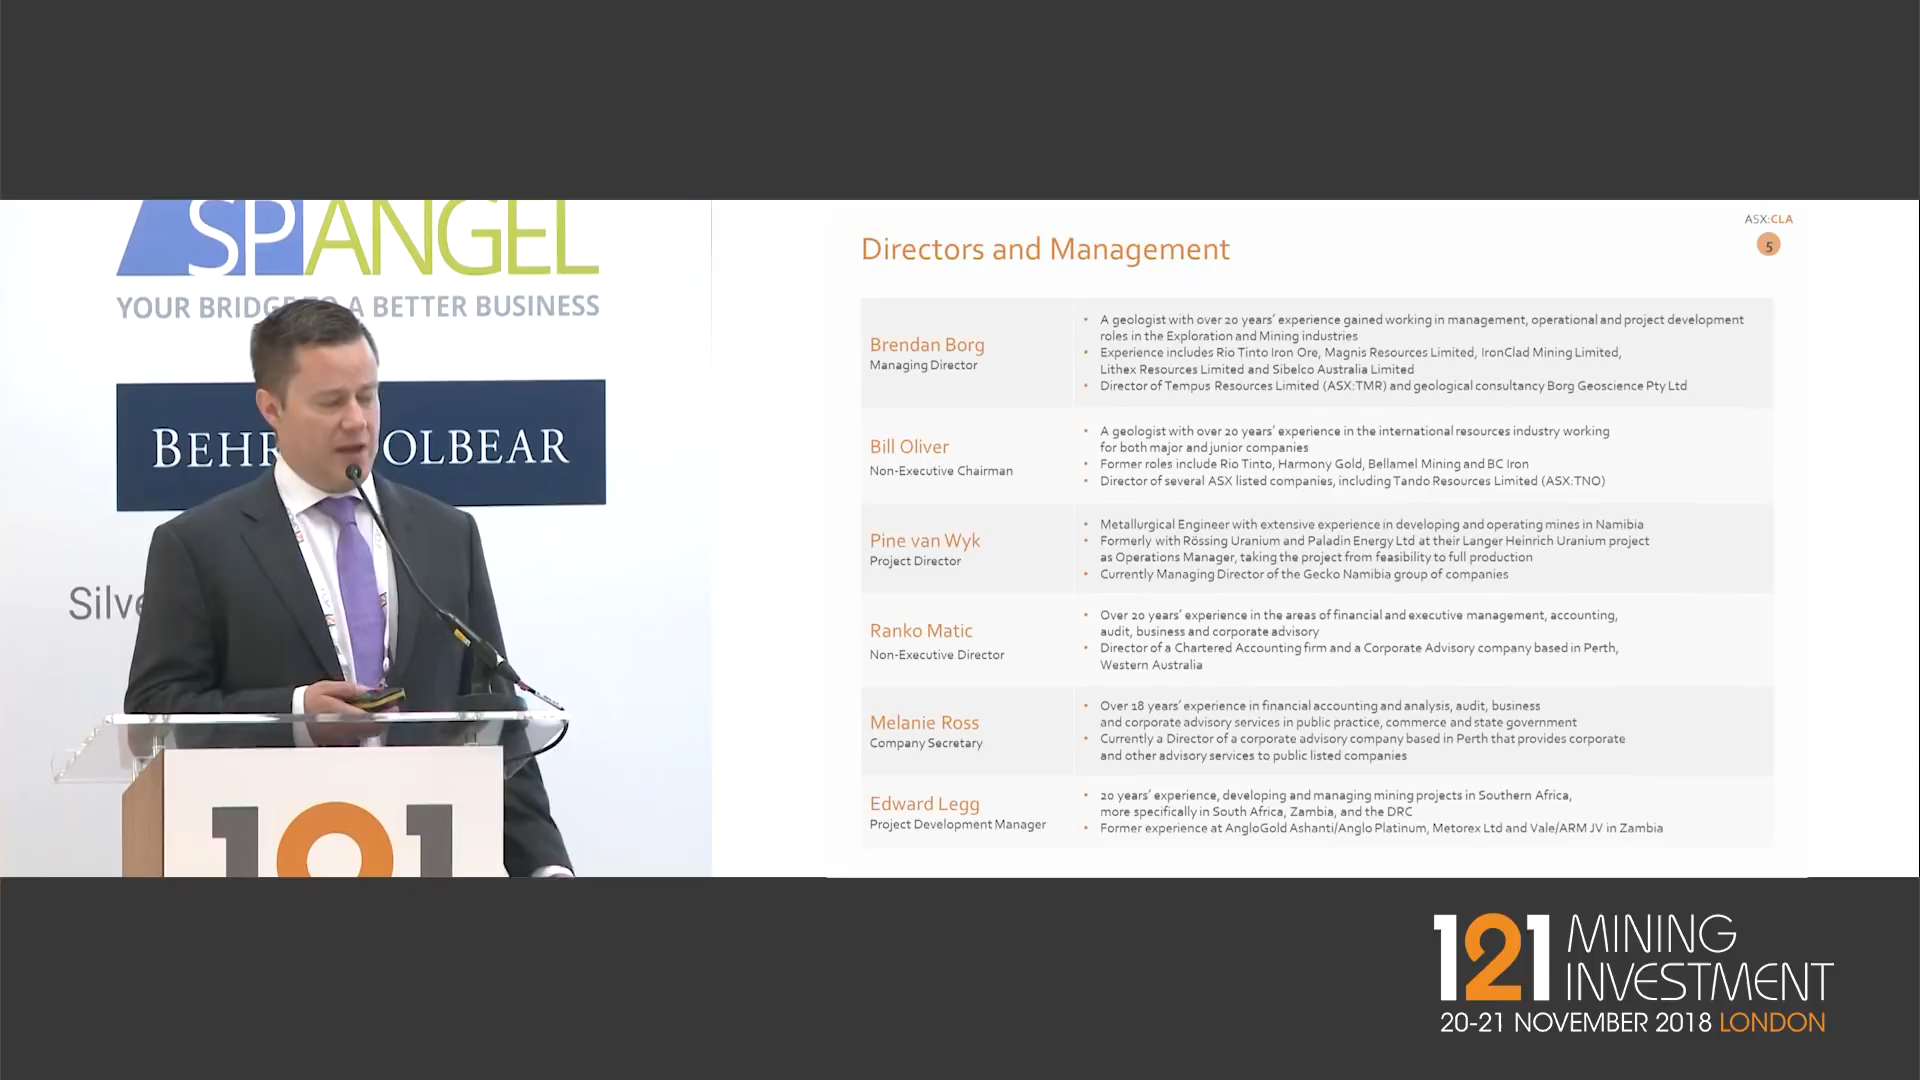 SPANGEL
YOUR BRIDGE TO A BETTER BUSINESS
BEHR OLBEAR
Silve
101
ASX:CLA
5
Directors and Management
Brendan Borg
Managing Director
• A geologist with over 20 years' experience gained working in management, operational and project development
roles in the Exploration and Mining industries
• Experience includes Rio Tinto Iron Ore, Magnis Resources Limited, IronClad Mining Limited,
Lithex Resources Limited and Sibelco Australia Limited
• Director of Tempus Resources Limited (ASX:TMR) and geological consultancy Borg Geoscience Pty Ltd
Bill Oliver
Non-Executive Chairman
• A geologist with over 20 years' experience in the international resources industry working
for both major and junior companies
• Former roles include Rio Tinto, Harmony Gold, Bellamel Mining and BC Iron
• Director of several ASX listed companies, including Tando Resources Limited (ASX:TNO)
Pine van Wyk
Project Director
• Metallurgical Engineer with extensive experience in developing and operating mines in Namibia
• Formerly with Rössing Uranium and Paladin Energy Ltd at their Langer Heinrich Uranium project
as Operations Manager, taking the project from feasibility to full production
• Currently Managing Director of the Gecko Namibia group of companies
Ranko Matic
Non-Executive Director
• Over 20 years' experience in the areas of financial and executive management, accounting,
audit, business and corporate advisory
• Director of a Chartered Accounting firm and a Corporate Advisory company based in Perth,
Western Australia
Melanie Ross
Company Secretary
• Over 18 years' experience in financial accounting and analysis, audit, business
and corporate advisory services in public practice, commerce and state government
• Currently a Director of a corporate advisory company based in Perth that provides corporate
and other advisory services to public listed companies
Edward Legg
Project Development Manager
• 20 years' experience, developing and managing mining projects in Southern Africa,
more specifically in South Africa, Zambia, and the DRC
• Former experience at AngloGold Ashanti/Anglo Platinum, Metorex Ltd and Vale/ARM JV in Zambia
121 MINING
INVESTMENT
20-21 NOVEMBER 2018 LONDON